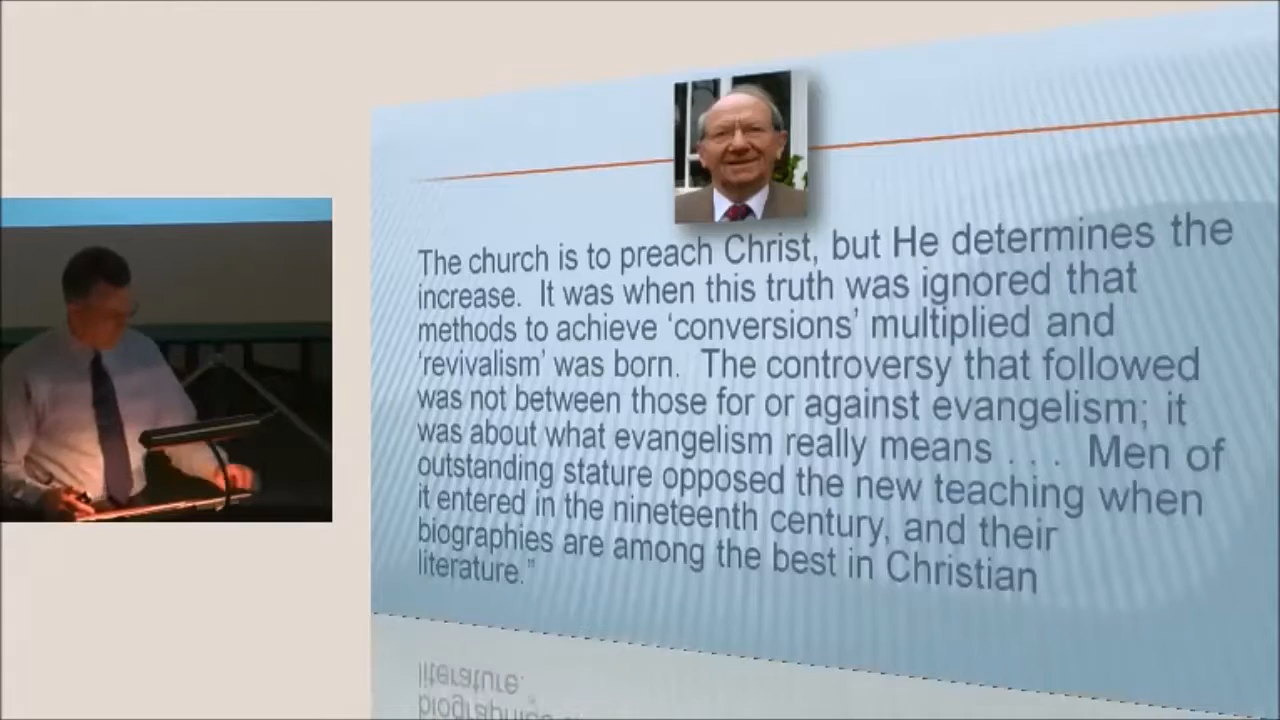 The church is to preach Christ, but He determines the
increase.  It was when this truth was ignored that
methods to achieve ‘conversions’ multiplied and
‘revivalism’ was born.  The controversy that followed
was not between those for or against evangelism; it
was about what evangelism really means . . .  Men of
outstanding stature opposed the new teaching when
it entered in the nineteenth century, and their
biographies are among the best in Christian
literature.”